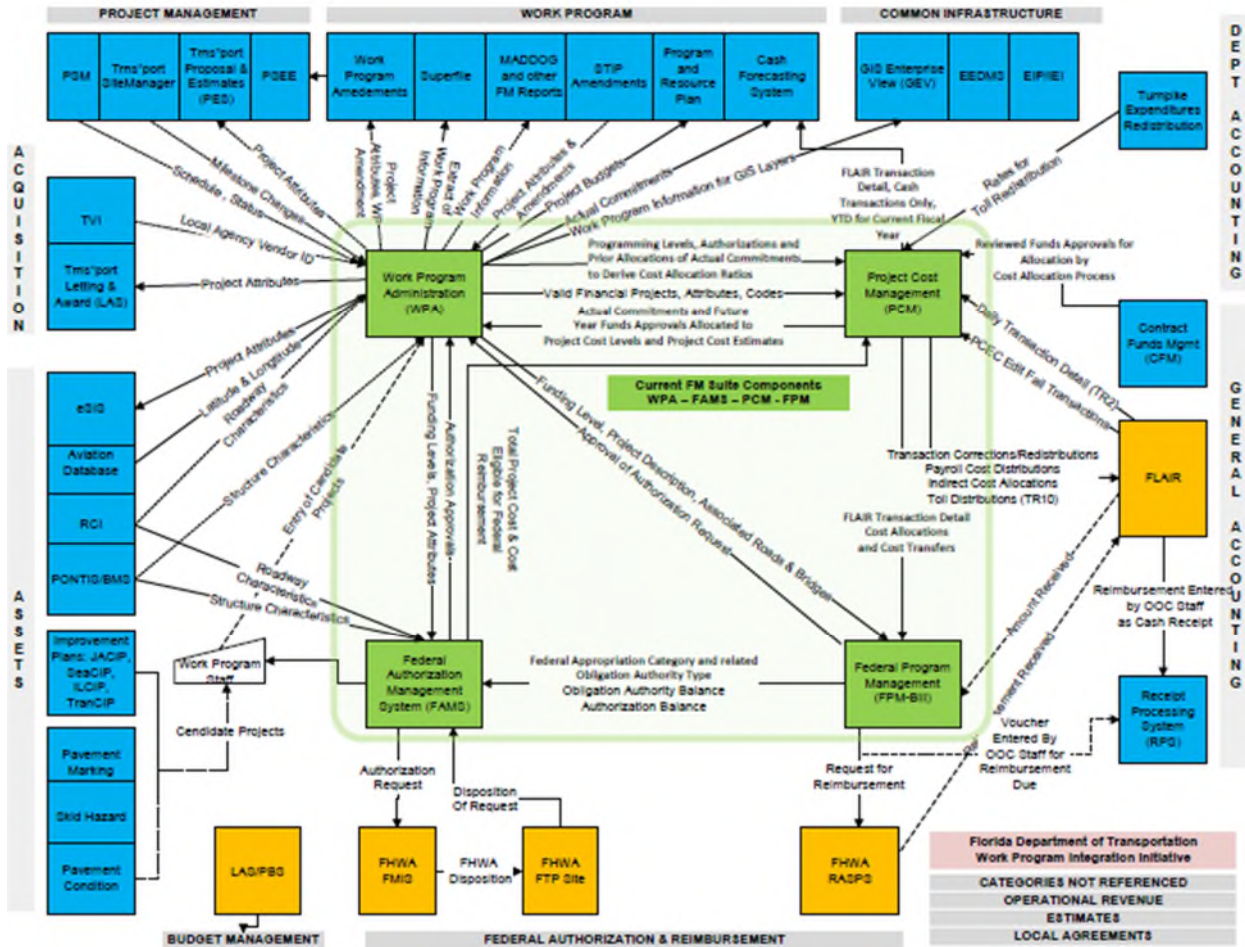 PROJECT MANAGEMENT
WORK PROGRAM
COMMON INFRASTRUCTURE
DEPT ACCOUNTING
PSM
Trns*port
SiteManager
Trns*port
Proposal &
Estimates
(PES)
PSEE
Work
Program
Amedements
Superfile
MADDOG
and other
FM Reports
STIP
Amendments
Program
and
Resource
Plan
Cash
Forecasting
System
GIS Enterprise
View (GEV)
EEDMS
Turnpike
Expenditures
Redistribution
ACQUISITION
Schedule, Status
Milestone Changes
Project Attributes
Project
Attributes, WP
Amendment
Extract of
Work Program
Information
Work Program
Information
Project Attributes &
Amendments
Project Budgets
Actual Commitments
Work Program Information for GIS Layers
FLAIR Transaction
Detail, Cash
Transactions Only,
YTD for Current Fiscal
Year
Rates for
Toll Redistribution
TVI
Trns*port
Letting &
Award (LAS)
Local Agency Vendor ID
Project Attributes
Work Program
Administration
(WPA)
Programming Levels, Authorizations and
Prior Allocations of Actual Commitments
to Derive Cost Allocation Ratios
Valid Financial Projects, Attributes, Codes
Actual Commitments and Future
Year Funds Approvals Allocated to
Project Cost Levels and Project Cost Estimates
Project Cost
Management
(PCM)
Reviewed Funds Approvals for
Allocation by
Cost Allocation Process
Contract
Funds Mgmt
(CFM)
GENERAL ACCOUNTING
Daily Transaction Detail (TR2)
PCEC Edit Fail Transactions
Current FM Suite Components
WPA – FAMS – PCM - FPM
ASSETS
eSIS
Aviation
Database
RCI
PONTIS/BMS
Project Attributes
Latitude & Longitude
Roadway
Characteristics
Structure Characteristics
Entry of Candidate
Projects
Funding Levels, Project Attributes
Authorization Approvals
Total Project Cost & Cost
Eligible for Federal
Reimbursement
Funding Level, Project Description, Associated Roads & Bridges
Approval of Authorization Request
Transaction Corrections/Redistributions
Payroll Cost Distributions
Indirect Cost Allocations
Toll Distributions (TR10)
FLAIR
FLAIR Transaction Detail
Cost Allocations
and Cost Transfers
Roadway
Characteristics
Structure Characteristics
Amount Received
Reimbursement Entered
by OOC Staff
as Cash Receipt
Improvement
Plans: JACIP,
SeaCIP,
ILCIP,
TranCIP
Work Program
Staff
Federal
Authorization
Management
System (FAMS)
Federal Appropriation Category and related
Obligation Authority Type
Obligation Authority Balance
Authorization Balance
Federal Program
Management
(FPM-Bill)
Receipt
Processing
System
(RPS)
Voucher
Entered By
OOC Staff for
Reimbursement
Due
Candidate Projects
Pavement
Marking
Skid Hazard
Pavement
Condition
Authorization
Request
Disposition
Of Request
Request for
Reimbursement
LAS/PBS
FHWA
FMIS
FHWA
Disposition
FHWA
FTP Site
FHWA
RASPS
Florida Department of Transportation
Work Program Integration Initiative
CATEGORIES NOT REFERENCED
OPERATIONAL REVENUE
ESTIMATES
LOCAL AGREEMENTS
BUDGET MANAGEMENT
FEDERAL AUTHORIZATION & REIMBURSEMENT